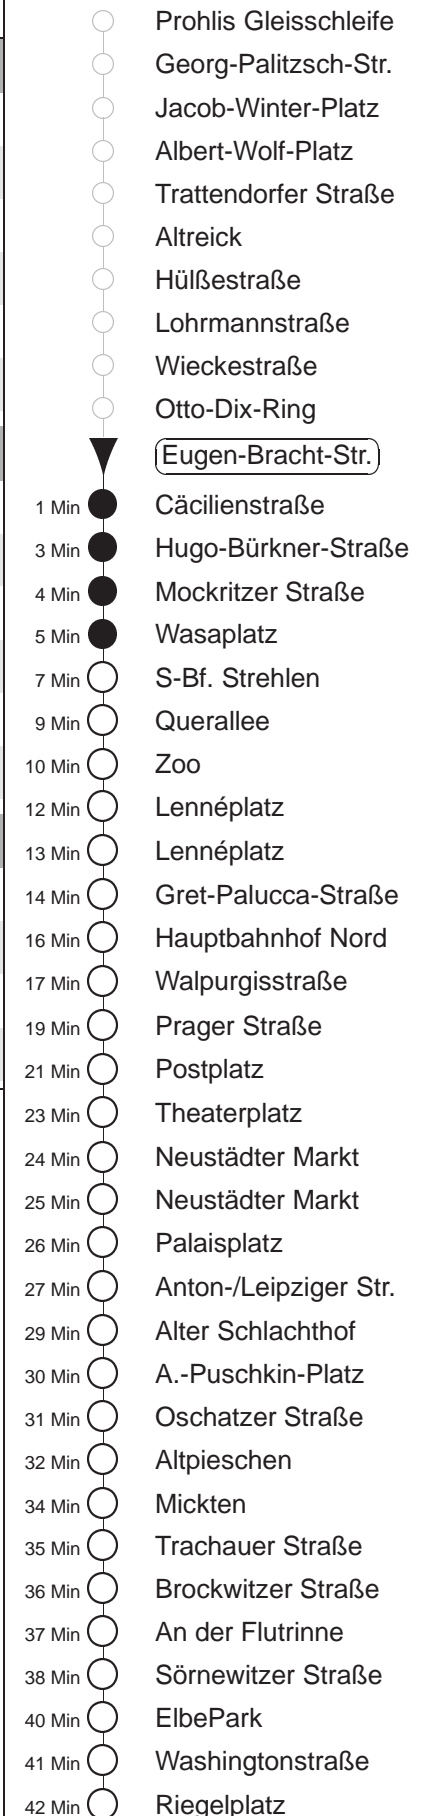 Prohlis Gleisschleife
Georg-Palitzsch-Str.
Jacob-Winter-Platz
Albert-Wolf-Platz
Trattendorfer Straße
Altreick
Hülßestraße
Lohrmannstraße
Wieckestraße
Otto-Dix-Ring
Eugen-Bracht-Str.
1 Min Cäcilienstraße
3 Min Hugo-Bürkner-Straße
4 Min Mockritzer Straße
5 Min Wasaplatz
7 Min S-Bf. Strehlen
9 Min Querallee
10 Min Zoo
12 Min Lennéplatz
13 Min Lennéplatz
14 Min Gret-Palucca-Straße
16 Min Hauptbahnhof Nord
17 Min Walpurgisstraße
19 Min Prager Straße
21 Min Postplatz
23 Min Theaterplatz
24 Min Neustädter Markt
25 Min Neustädter Markt
26 Min Palaisplatz
27 Min Anton-/Leipziger Str.
29 Min Alter Schlachthof
30 Min A.-Puschkin-Platz
31 Min Oschatzer Straße
32 Min Altpieschen
34 Min Mickten
35 Min Trachauer Straße
36 Min Brockwitzer Straße
37 Min An der Flutrinne
38 Min Sörnewitzer Straße
40 Min ElbePark
41 Min Washingtonstraße
42 Min Riegelplatz